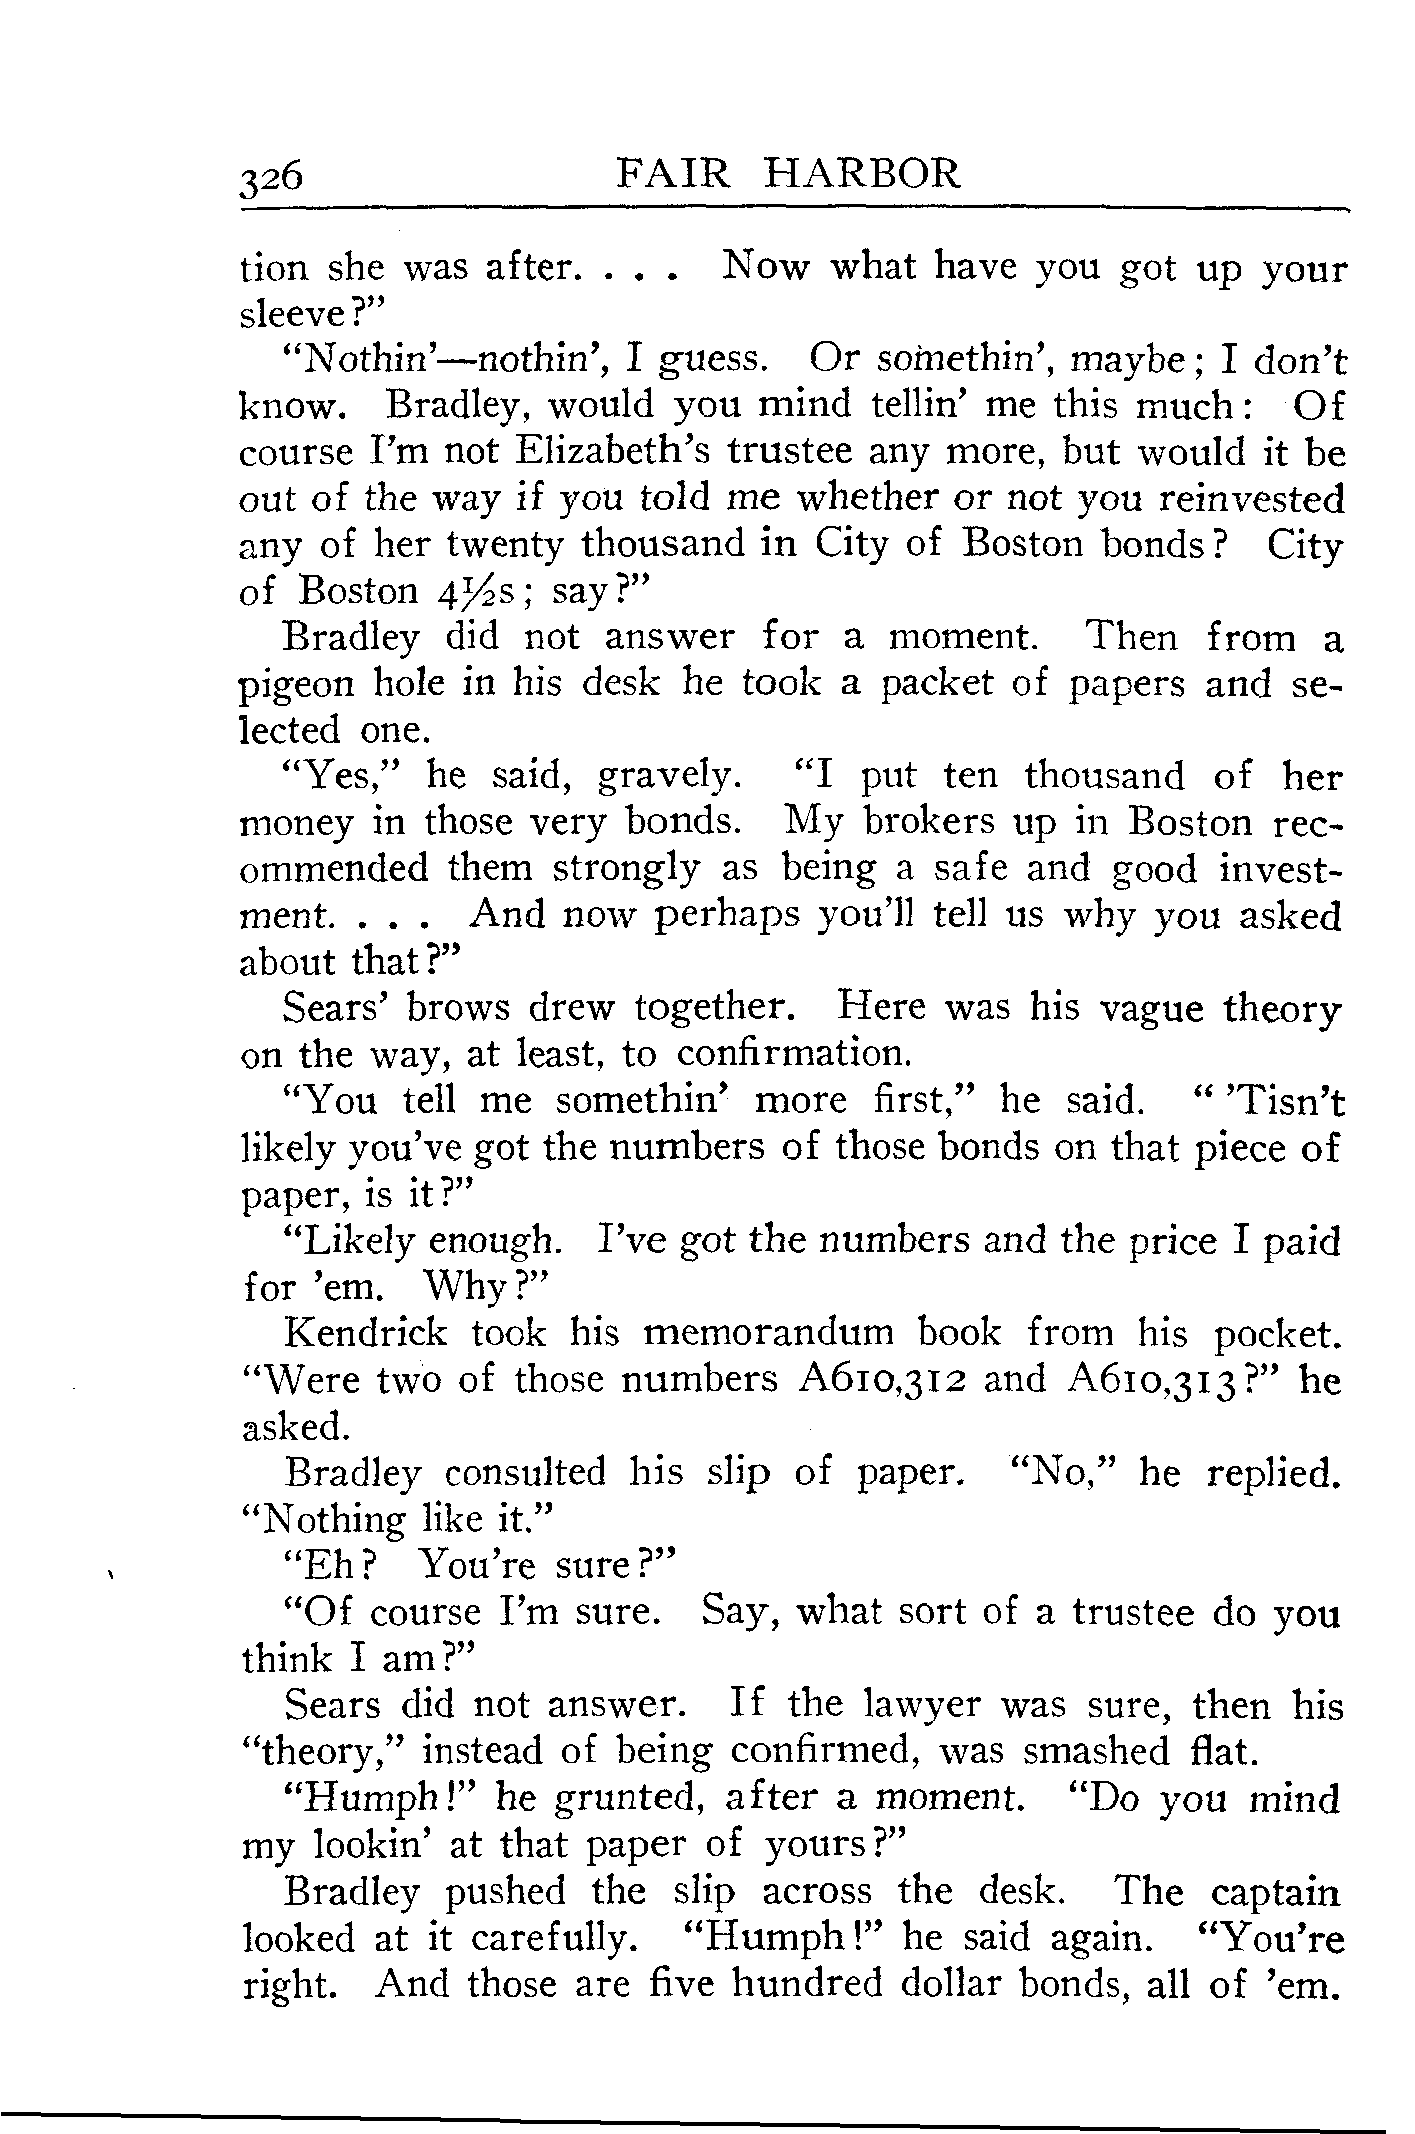 326 FAIR HARBOR
tion she was after. . . . Now what have you got up your
sleeve?"
"Nothin'—nothin', I guess. Or somethin', maybe; I don't
know. Bradley, would you mind tellin' me this much: Of
course I'm not Elizabeth's trustee any more, but would it be
out of the way if you told me whether or not you reinvested
any of her twenty thousand in City of Boston bonds? City
of Boston 4½s; say?"
Bradley did not answer for a moment. Then from a
pigeon hole in his desk he took a packet of papers and se-
lected one.
"Yes," he said, gravely. "I put ten thousand of her
money in those very bonds. My brokers up in Boston rec-
ommended them strongly as being a safe and good invest-
ment. . . . And now perhaps you'll tell us why you asked
about that?"
Sears' brows drew together. Here was his vague theory
on the way, at least, to confirmation.
"You tell me somethin' more first," he said. " 'Tisn't
likely you've got the numbers of those bonds on that piece of
paper, is it?"
"Likely enough. I've got the numbers and the price I paid
for 'em. Why?"
Kendrick took his memorandum book from his pocket.
"Were two of those numbers A610,312 and A610,313?" he
asked.
Bradley consulted his slip of paper. "No," he replied.
"Nothing like it."
"Eh? You're sure?"
"Of course I'm sure. Say, what sort of a trustee do you
think I am?"
Sears did not answer. If the lawyer was sure, then his
"theory," instead of being confirmed, was smashed flat.
"Humph!" he grunted, after a moment. "Do you mind
my lookin' at that paper of yours?"
Bradley pushed the slip across the desk. The captain
looked at it carefully. "Humph!" he said again. "You're
right. And those are five hundred dollar bonds, all of 'em.